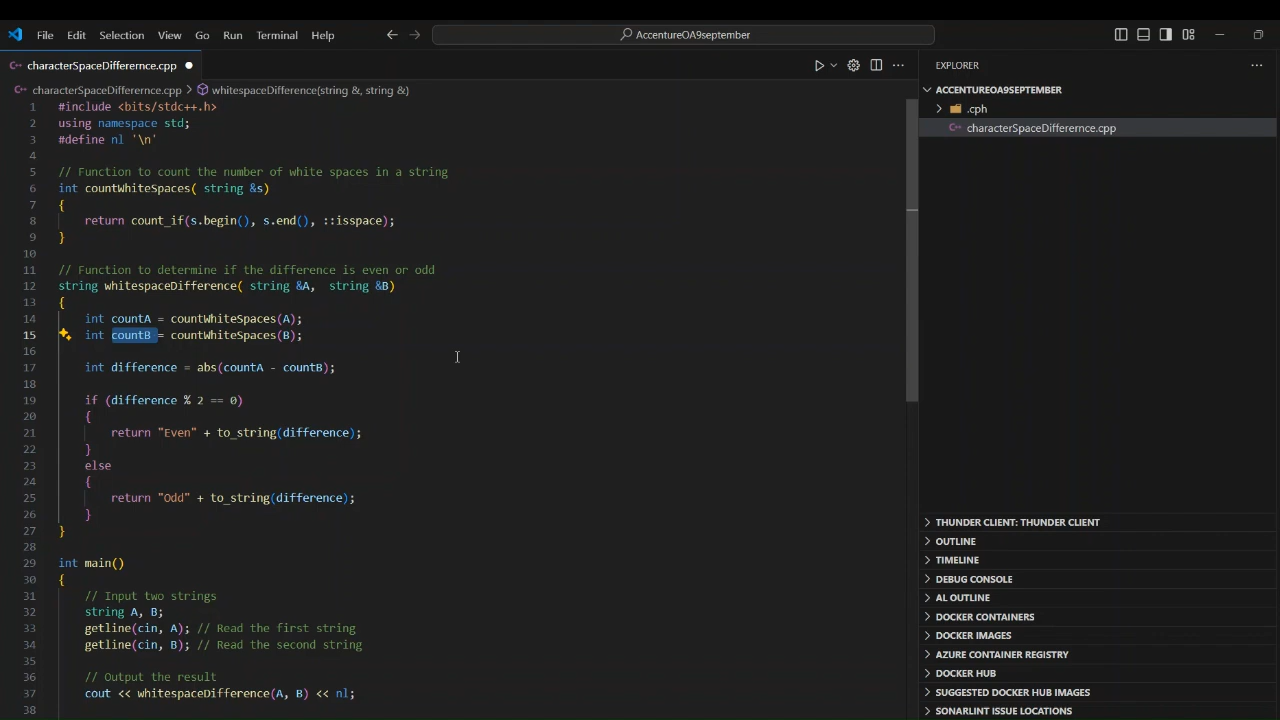 File Edit Selection View Go Run Terminal Help
AccentureOA9september
characterSpaceDifferernce.cpp
characterSpaceDifferernce.cpp > whitespaceDifference(string &, string &)
1 #include <bits/stdc++.h>
2 using namespace std;
3 #define nl '\n'
4
5 // Function to count the number of white spaces in a string
6 int countWhiteSpaces( string &s)
7 {
8 return count_if(s.begin(), s.end(), ::isspace);
9 }
10
11 // Function to determine if the difference is even or odd
12 string whitespaceDifference( string &A,  string &B)
13 {
14 int countA = countWhiteSpaces(A);
15 int countB = countWhiteSpaces(B);
16
17 int difference = abs(countA - countB);
18
19 if (difference % 2 == 0)
20 {
21 return "Even" + to_string(difference);
22 }
23 else
24 {
25 return "Odd" + to_string(difference);
26 }
27 }
28
29 int main()
30 {
31 // Input two strings
32 string A, B;
33 getline(cin, A); // Read the first string
34 getline(cin, B); // Read the second string
35
36 // Output the result
37 cout << whitespaceDifference(A, B) << nl;
38
EXPLORER
ACCENTUREOA9SEPTEMBER
.cph
characterSpaceDifferernce.cpp
THUNDER CLIENT: THUNDER CLIENT
OUTLINE
TIMELINE
DEBUG CONSOLE
AL OUTLINE
DOCKER CONTAINERS
DOCKER IMAGES
AZURE CONTAINER REGISTRY
DOCKER HUB
SUGGESTED DOCKER HUB IMAGES
SONARLINT ISSUE LOCATIONS